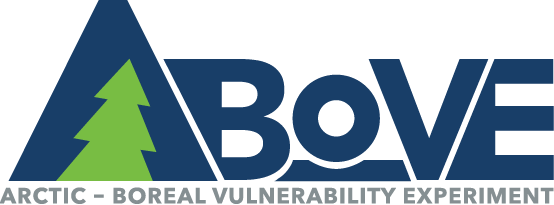 ABoVE
ARCTIC – BOREAL VULNERABILITY EXPERIMENT